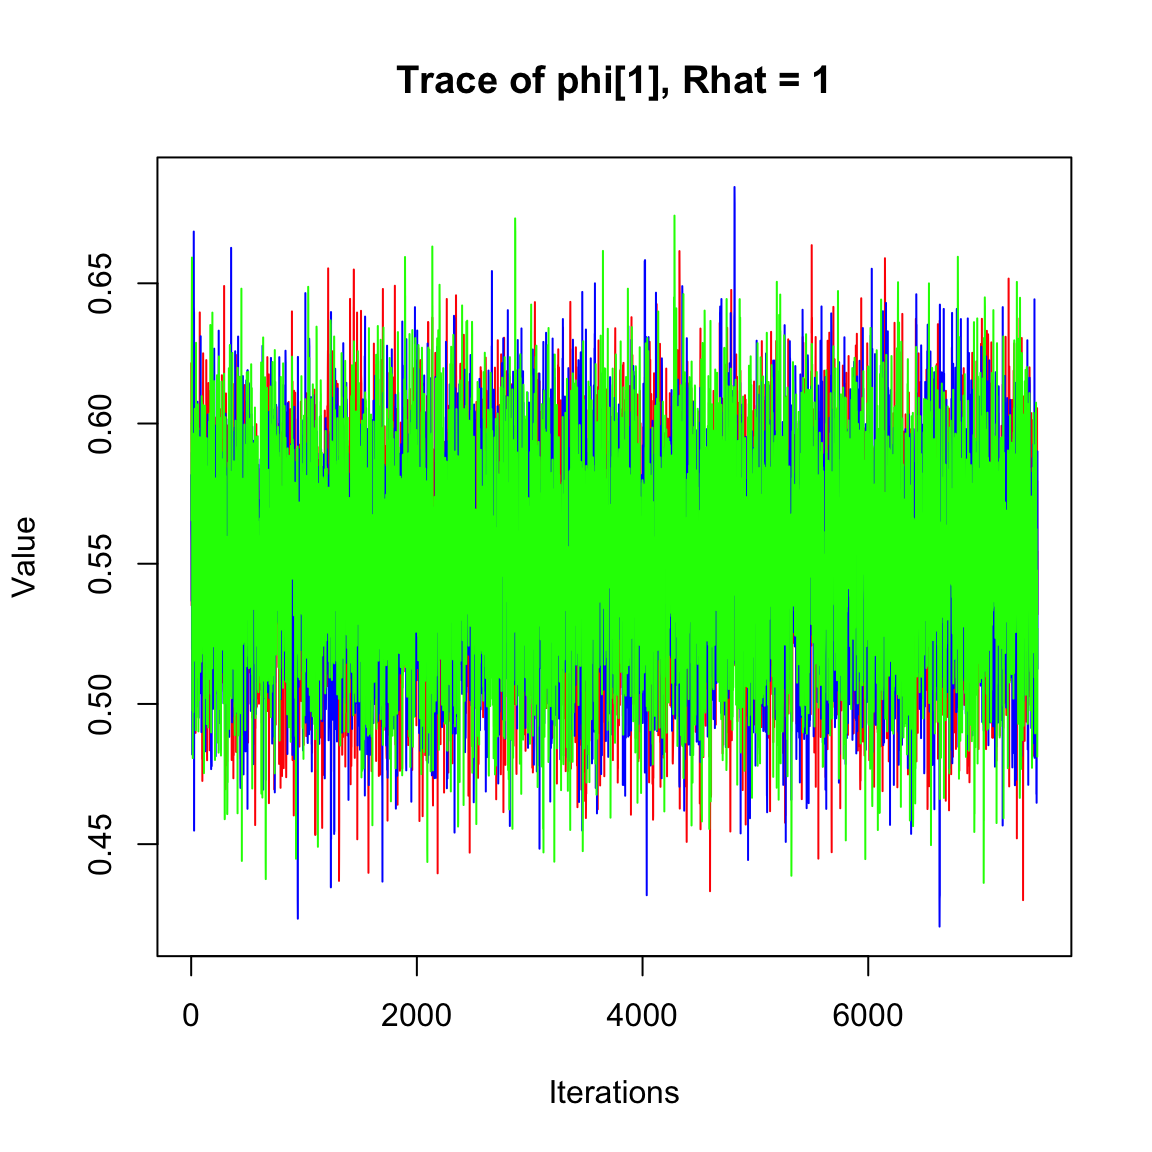 Trace of phi[1], Rhat = 1
Value
0.65
0.60
0.55
0.50
0.45
0 2000 4000 6000
Iterations